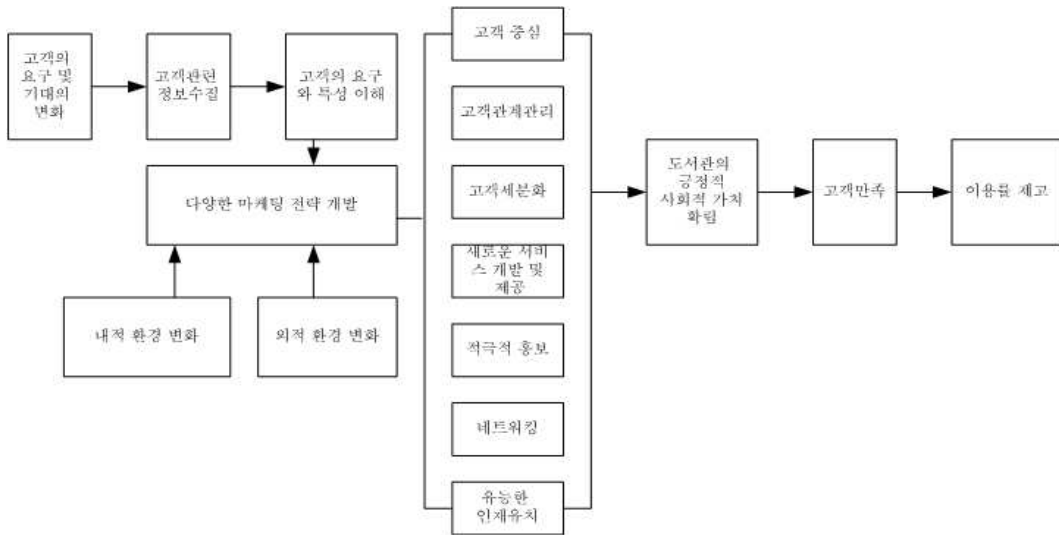 고객의
요구 및
기대의
변화
고객관련
정보수집
고객의 요구
와 특성 이해
다양한 마케팅 전략 개발
내적 환경 변화
외적 환경 변화
고객 중심
고객관계관리
고객세분화
새로운 서비
스 개발 및
제공
적극적 홍보
네트워킹
유능한
인재유치
도서관의
긍정적
사회적 가치
확립
고객만족
이용률 제고